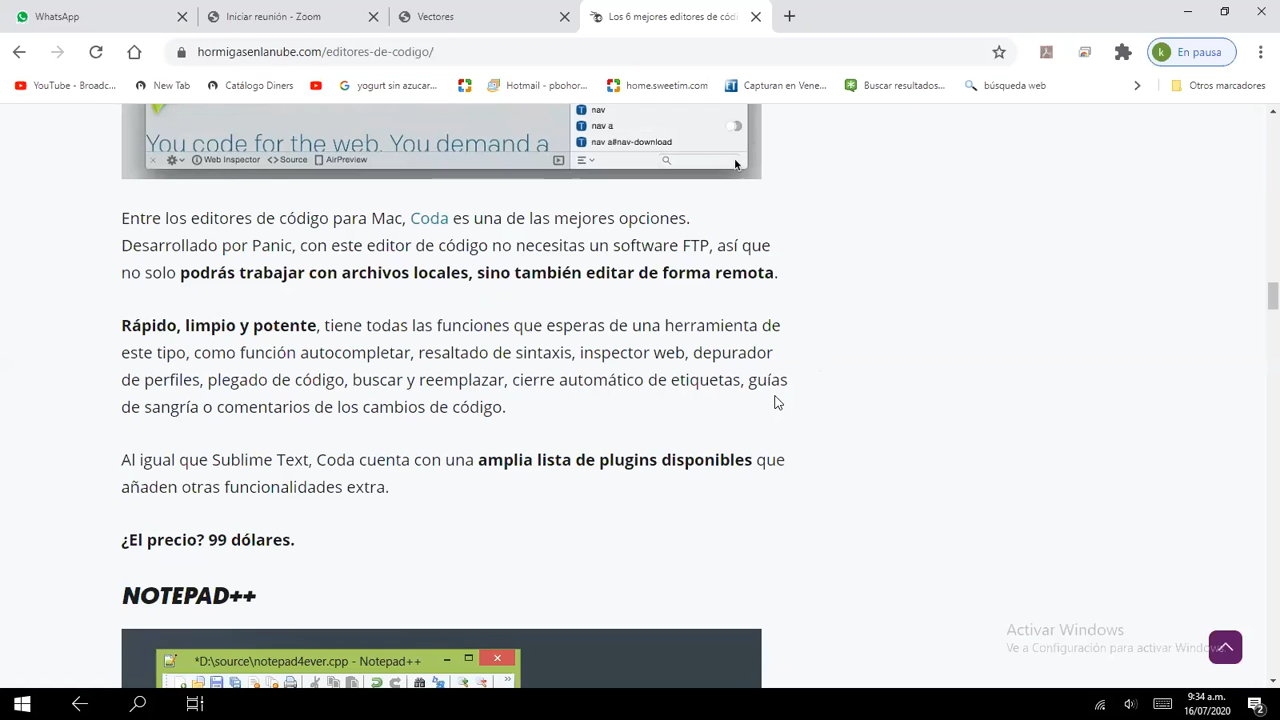 WhatsApp
Iniciar reunión - Zoom
Vectores
Los 6 mejores editores de códi
hormigasenlanube.com/editores-de-codigo/
k En pausa
YouTube - Broadc...
New Tab
Catálogo Diners
yogurt sin azucar...
Hotmail - pbohor...
home.sweetim.com
Capturan en Vene...
Buscar resultados...
búsqueda web
Otros marcadores
You code for the web. You demand a
nav
nav a
nav a#nav-download
Web Inspector
Source
AirPreview
Entre los editores de código para Mac, Coda es una de las mejores opciones.
Desarrollado por Panic, con este editor de código no necesitas un software FTP, así que
no solo podrás trabajar con archivos locales, sino también editar de forma remota.
Rápido, limpio y potente, tiene todas las funciones que esperas de una herramienta de
este tipo, como función autocompletar, resaltado de sintaxis, inspector web, depurador
de perfiles, plegado de código, buscar y reemplazar, cierre automático de etiquetas, guías
de sangría o comentarios de los cambios de código.
Al igual que Sublime Text, Coda cuenta con una amplia lista de plugins disponibles que
añaden otras funcionalidades extra.
¿El precio? 99 dólares.
NOTEPAD++
*D:\source\notepad4ever.cpp - Notepad++
Activar Windows
Ve a Configuración para activar Windows.
9:34 a.m.
16/07/2020
2